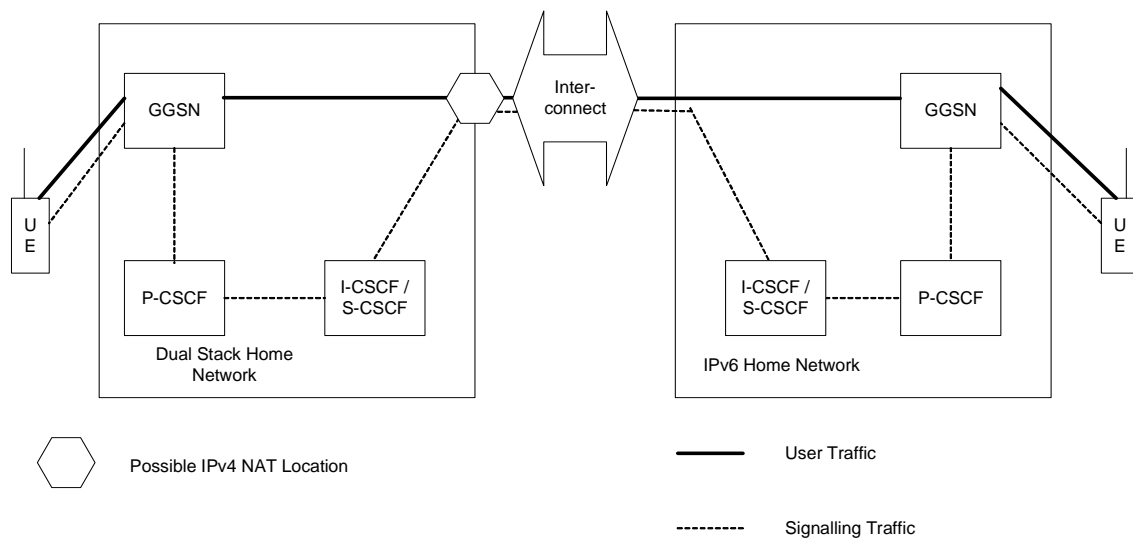 Inter-
connect
GGSN
GGSN
U
E
U
E
P-CSCF
I-CSCF /
S-CSCF
I-CSCF /
S-CSCF
P-CSCF
Dual Stack Home
Network
IPv6 Home Network
Possible IPv4 NAT Location
User Traffic
Signalling Traffic